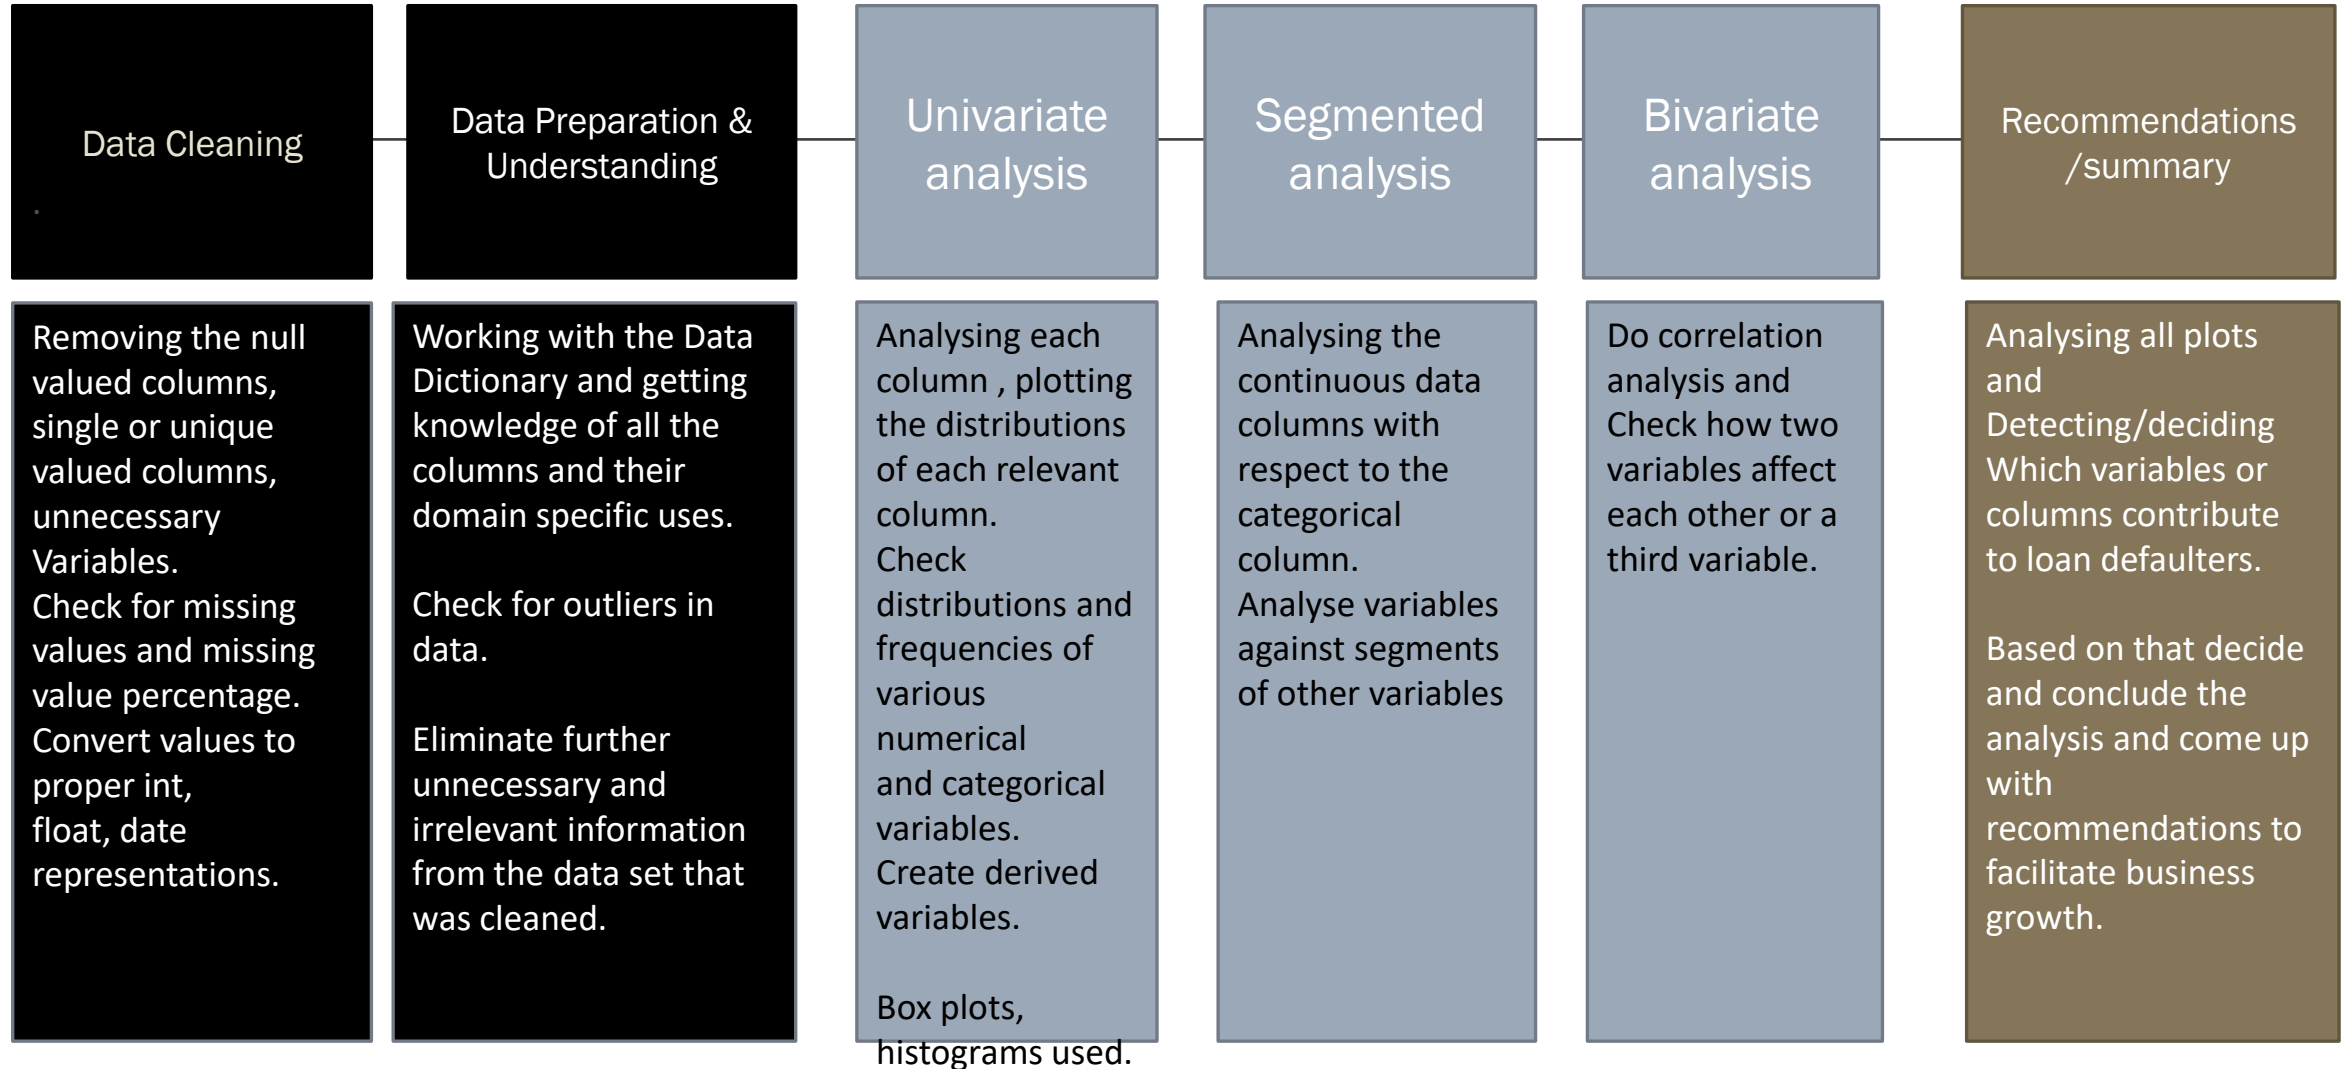 Data Cleaning
.
Data Preparation &
Understanding
Univariate
analysis
Segmented
analysis
Bivariate
analysis
Recommendations
/summary
Removing the null
valued columns,
single or unique
valued columns,
unnecessary
Variables.
Check for missing
values and missing
value percentage.
Convert values to
proper int,
float, date
representations.
Working with the Data
Dictionary and getting
knowledge of all the
columns and their
domain specific uses.
Check for outliers in
data.
Eliminate further
unnecessary and
irrelevant information
from the data set that
was cleaned.
Analysing each
column , plotting
the distributions
of each relevant
column.
Check
distributions and
frequencies of
various
numerical
and categorical
variables.
Create derived
variables.
Box plots,
histograms used.
Analysing the
continuous data
columns with
respect to the
categorical
column.
Analyse variables
against segments
of other variables
Do correlation
analysis and
Check how two
variables affect
each other or a
third variable.
Analysing all plots
and
Detecting/deciding
Which variables or
columns contribute
to loan defaulters.
Based on that decide
and conclude the
analysis and come up
with
recommendations to
facilitate business
growth.